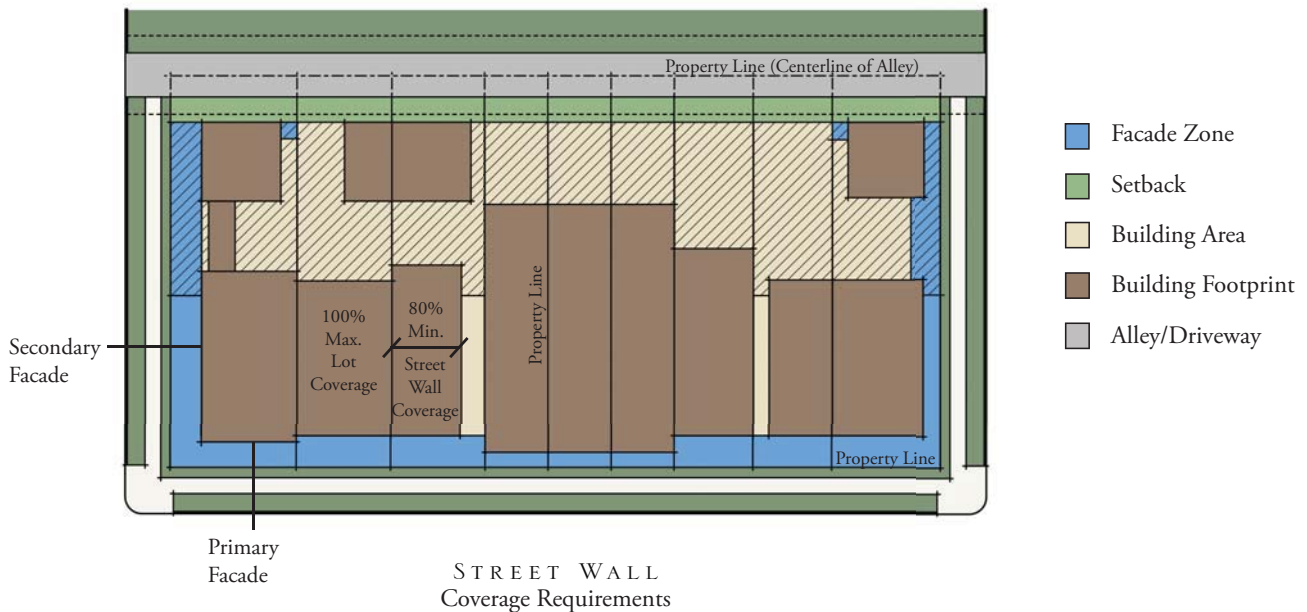 Property Line (Centerline of Alley)
Facade Zone
Setback
Building Area
Building Footprint
Alley/Driveway
Secondary
Facade
100%
Max.
Lot
Coverage
80%
Min.
Street
Wall
Coverage
Property Line
Property Line
Primary
Facade
STREET WALL
Coverage Requirements